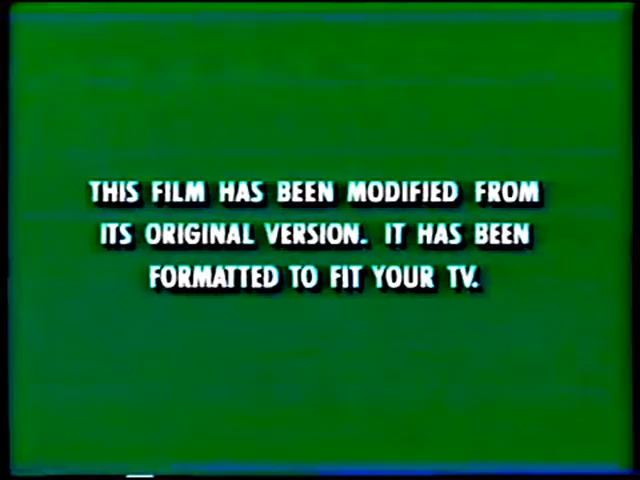 THIS FILM HAS BEEN MODIFIED FROM
ITS ORIGINAL VERSION. IT HAS BEEN
FORMATTED TO FIT YOUR TV.